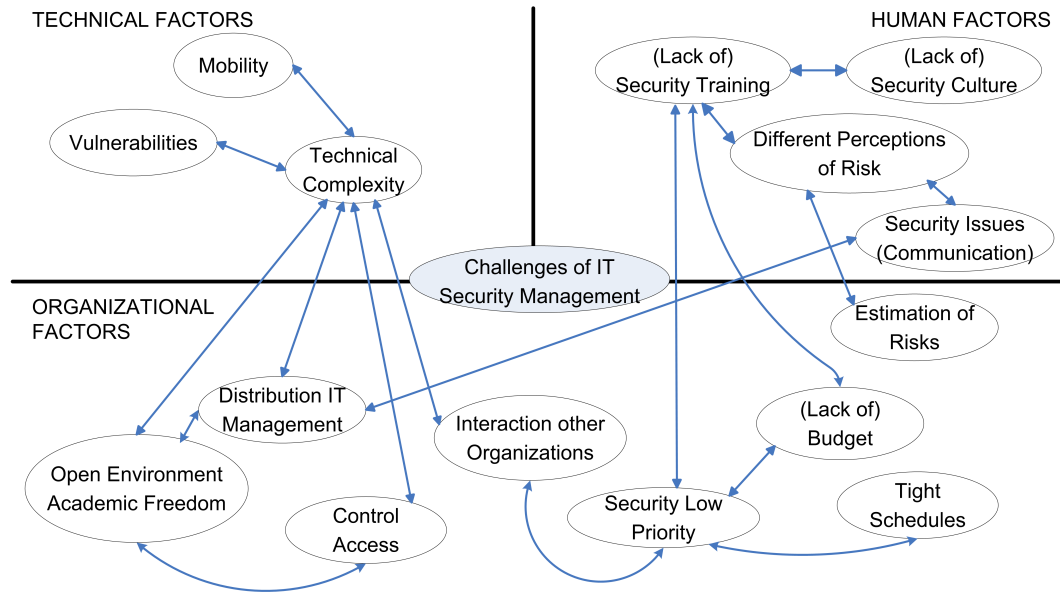 TECHNICAL FACTORS
HUMAN FACTORS
Mobility
Vulnerabilities
Technical
Complexity
(Lack of)
Security Training
(Lack of)
Security Culture
Different Perceptions
of Risk
Security Issues
(Communication)
Challenges of IT
Security Management
ORGANIZATIONAL
FACTORS
Estimation of
Risks
Distribution IT
Management
Interaction other
Organizations
(Lack of)
Budget
Open Environment
Academic Freedom
Control
Access
Security Low
Priority
Tight
Schedules